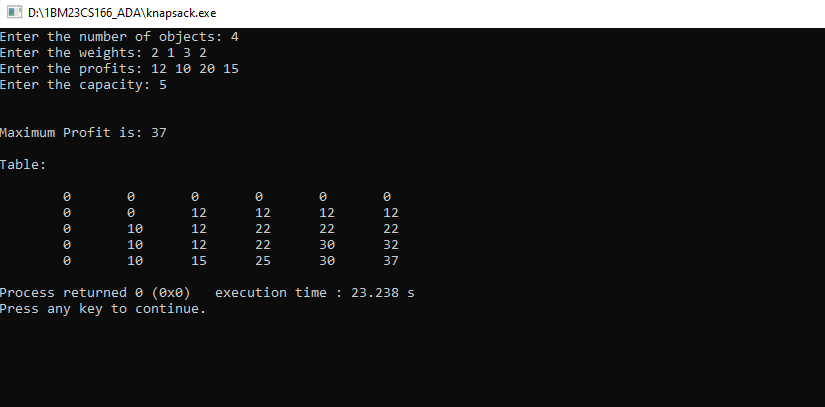 D:\1BM23CS166_ADA\knapsack.exe
Enter the number of objects: 4
Enter the weights: 2 1 3 2
Enter the profits: 12 10 20 15
Enter the capacity: 5
Maximum Profit is: 37
Table:
0 0 0 0 0 0
0 0 12 12 12 12
0 10 12 22 22 22
0 10 12 22 30 32
0 10 15 25 30 37
Process returned 0 (0x0)   execution time : 23.238 s
Press any key to continue.